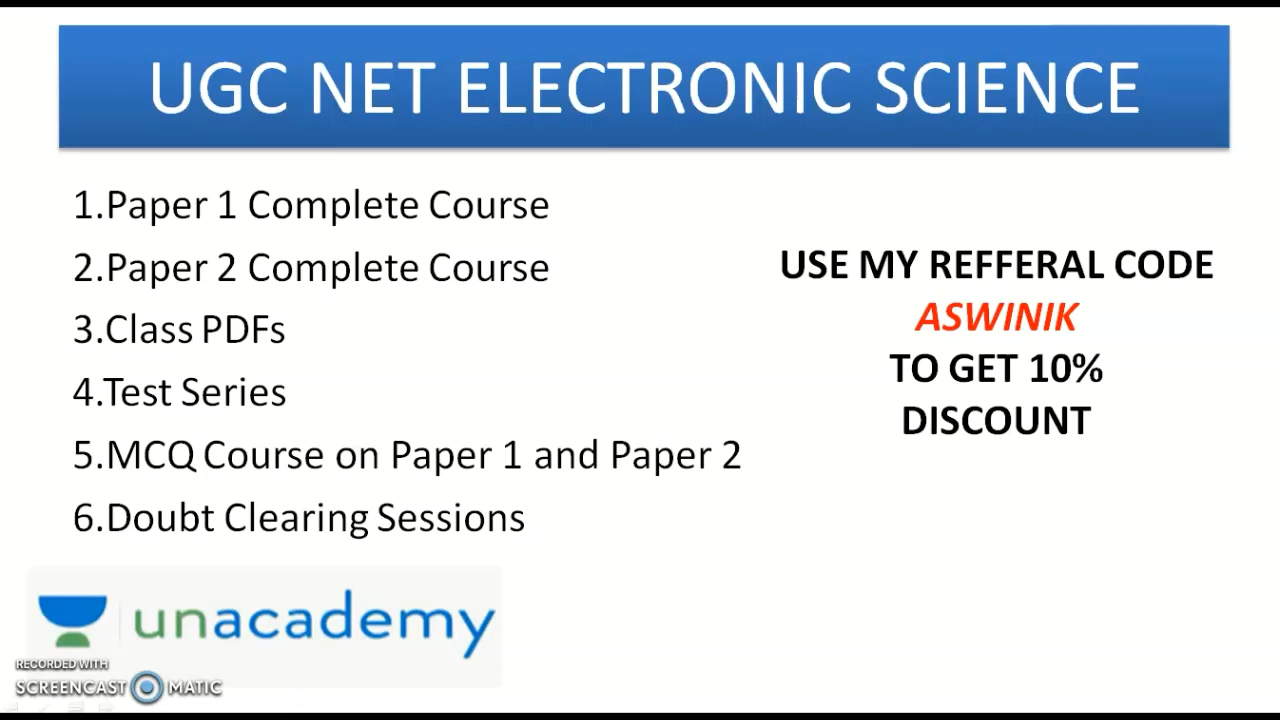 UGC NET ELECTRONIC SCIENCE
1.Paper 1 Complete Course
2.Paper 2 Complete Course
3.Class PDFs
4.Test Series
5.MCQ Course on Paper 1 and Paper 2
6.Doubt Clearing Sessions
USE MY REFFERAL CODE
ASWINIK
TO GET 10%
DISCOUNT
unacademy
RECORDED WITH
SCREENCAST MATIC